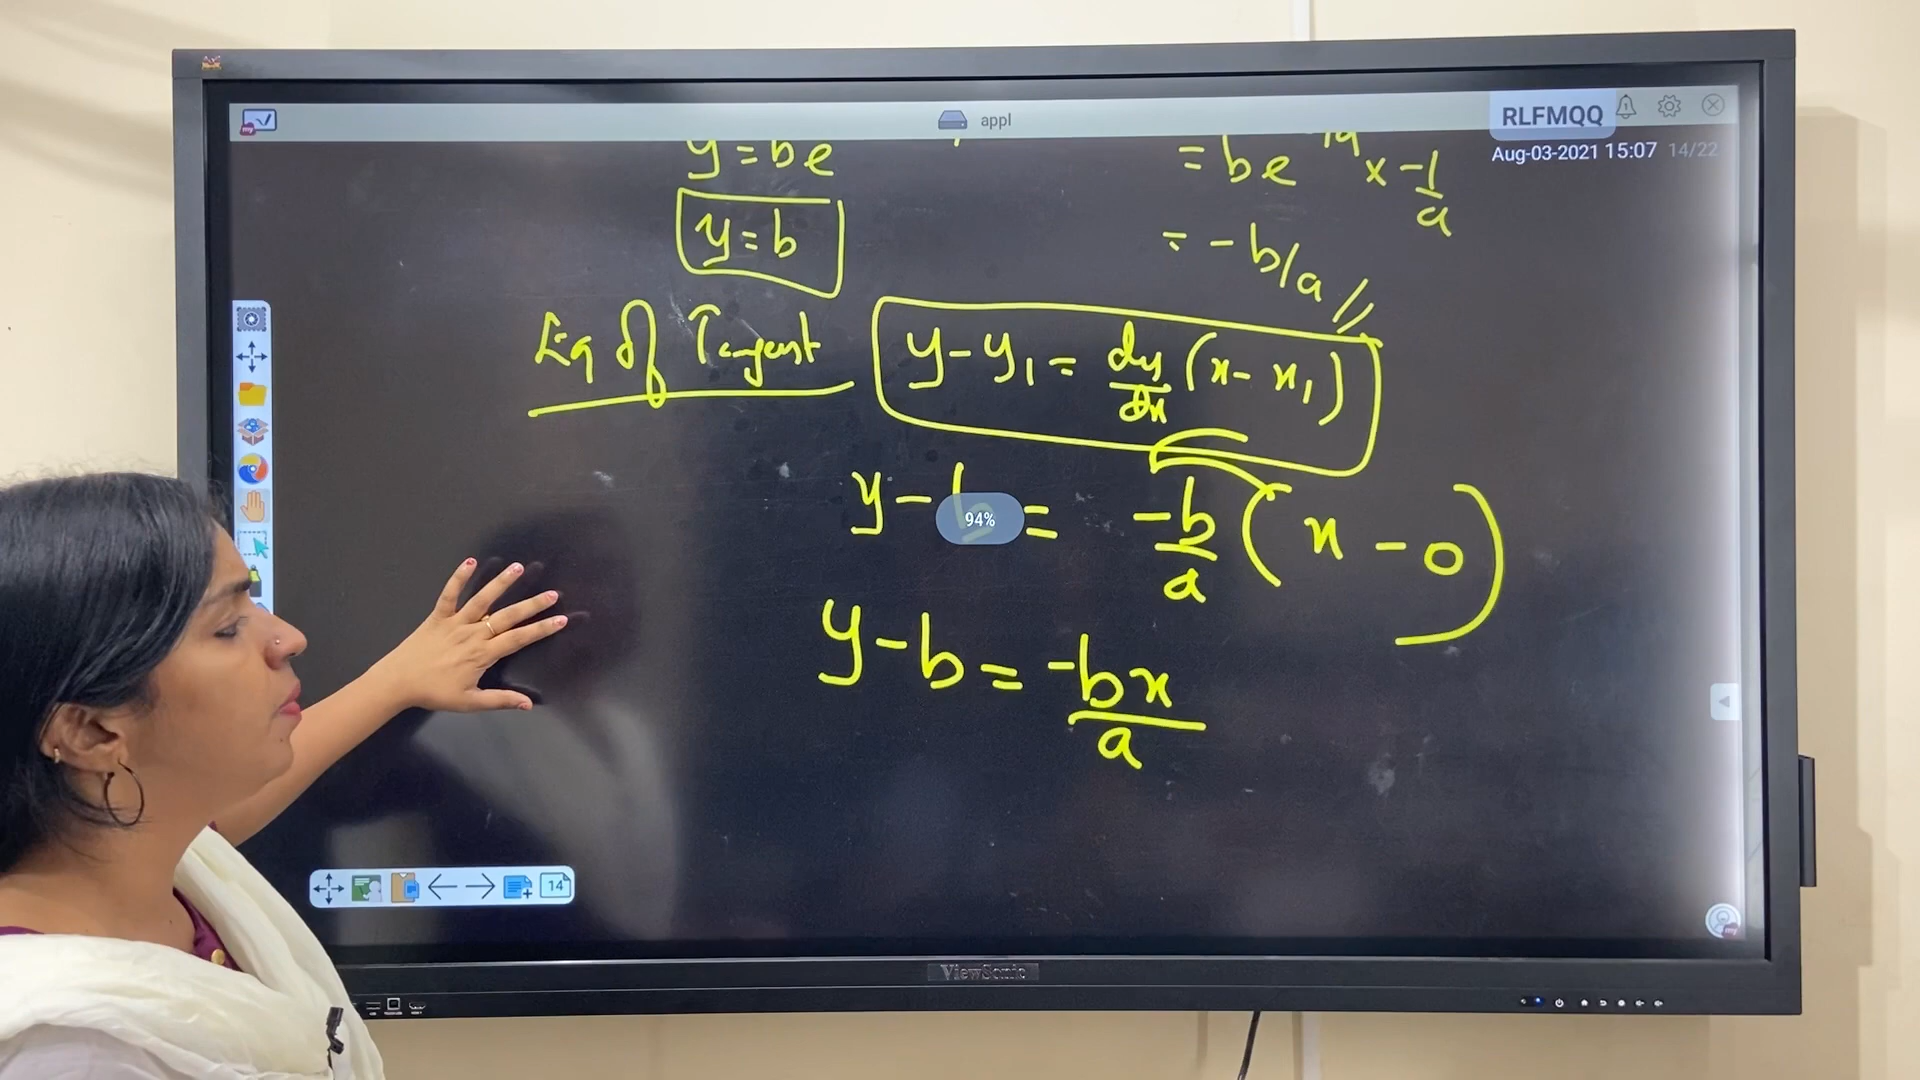 appl
RLFMQQ
Aug-03-2021 15:07 14/22
y = be
= be × -1/a
y = b
= -b/a //
Eq of Tangent
y - y₁ = dy/dx (x - x₁)
y - b = -b/a (x - 0)
94%
y - b = -bx/a
14
ViewSonic